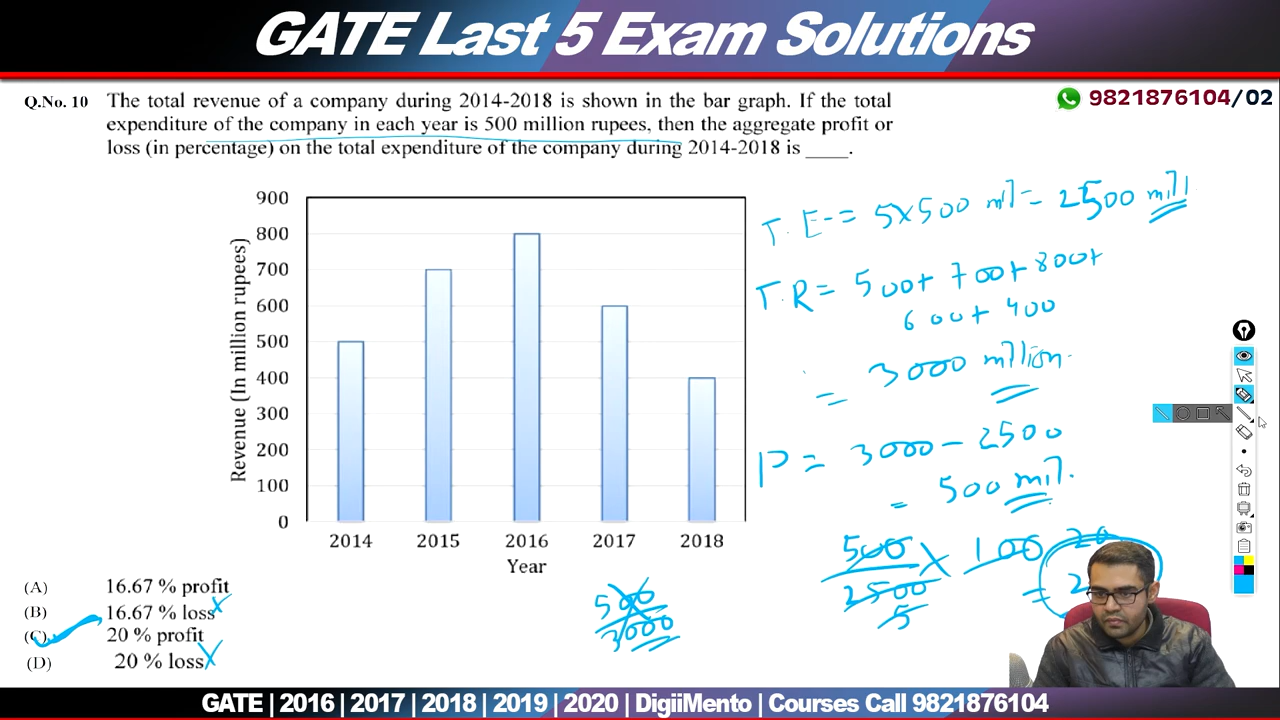 GATE Last 5 Exam Solutions
9821876104/02
Q.No. 10 The total revenue of a company during 2014-2018 is shown in the bar graph. If the total
expenditure of the company in each year is 500 million rupees, then the aggregate profit or
loss (in percentage) on the total expenditure of the company during 2014-2018 is ____.
900
800
700
600
500
400
300
200
100
0
Revenue (In million rupees)
2014 2015 2016 2017 2018
Year
T.E = 5x500 mil = 2500 mill
T.R = 500+ 700+ 800+
600+ 400
= 3000 million
P = 3000 - 2500
= 500 mil.
500 x 100
2500
5
20
=
500
3000
(A) 16.67 % profit
(B) 16.67 % loss
(C) 20 % profit
(D) 20 % loss
GATE | 2016 | 2017 | 2018 | 2019 | 2020 | DigiiMento | Courses Call 9821876104